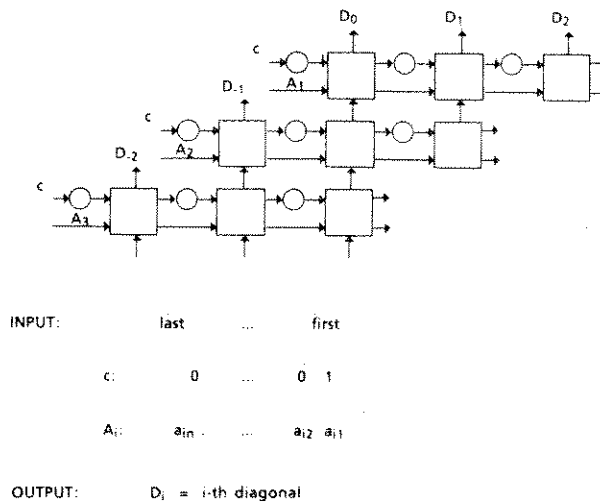 D0 D1 D2
c
A1
D-1
c
A2
D-2
c
A3
INPUT: last ... first
c: 0 ... 0 1
Ai: ain ... ai2 ai1
OUTPUT: Di = i-th diagonal